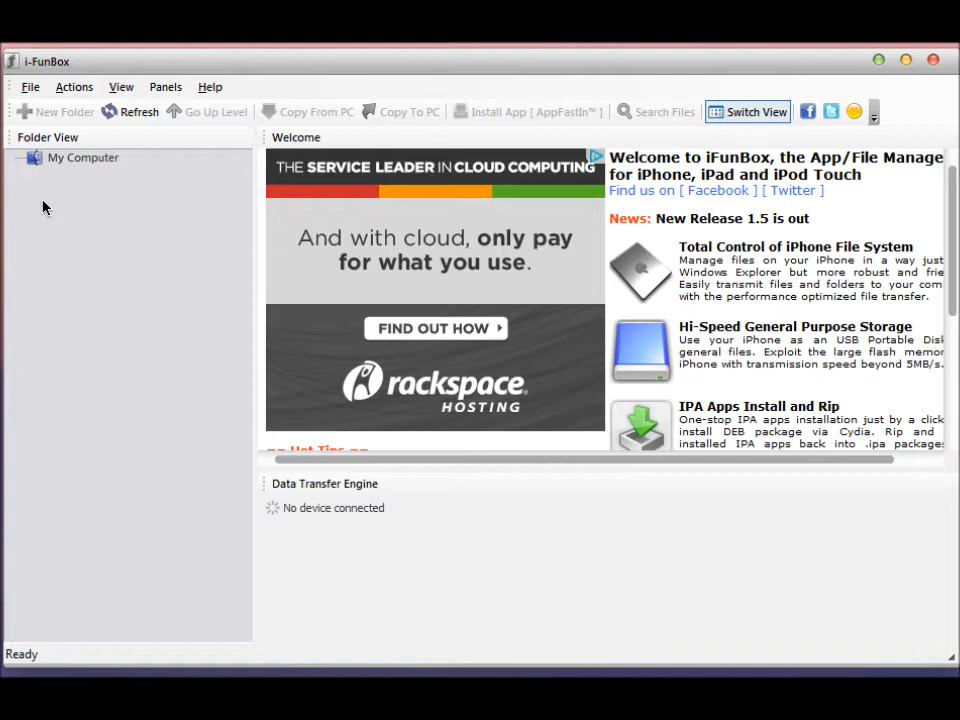 i-FunBox
File Actions View Panels Help
New Folder Refresh Go Up Level Copy From PC Copy To PC Install App [ AppFastIn™ ] Search Files Switch View
Folder View
My Computer
Welcome
THE SERVICE LEADER IN CLOUD COMPUTING
And with cloud, only pay
for what you use.
FIND OUT HOW
rackspace
HOSTING
== Hot Tips ==
Welcome to iFunBox, the App/File Manage
for iPhone, iPad and iPod Touch
Find us on [ Facebook ] [ Twitter ]
News: New Release 1.5 is out
Total Control of iPhone File System
Manage files on your iPhone in a way just
Windows Explorer but more robust and frie
Easily transmit files and folders to your com
with the performance optimized file transfer.
Hi-Speed General Purpose Storage
Use your iPhone as an USB Portable Disk
general files. Exploit the large flash memor
iPhone with transmission speed beyond 5MB/s.
IPA Apps Install and Rip
One-stop IPA apps installation just by a click
install DEB package via Cydia. Rip and
installed IPA apps back into .ipa package
Data Transfer Engine
No device connected
Ready